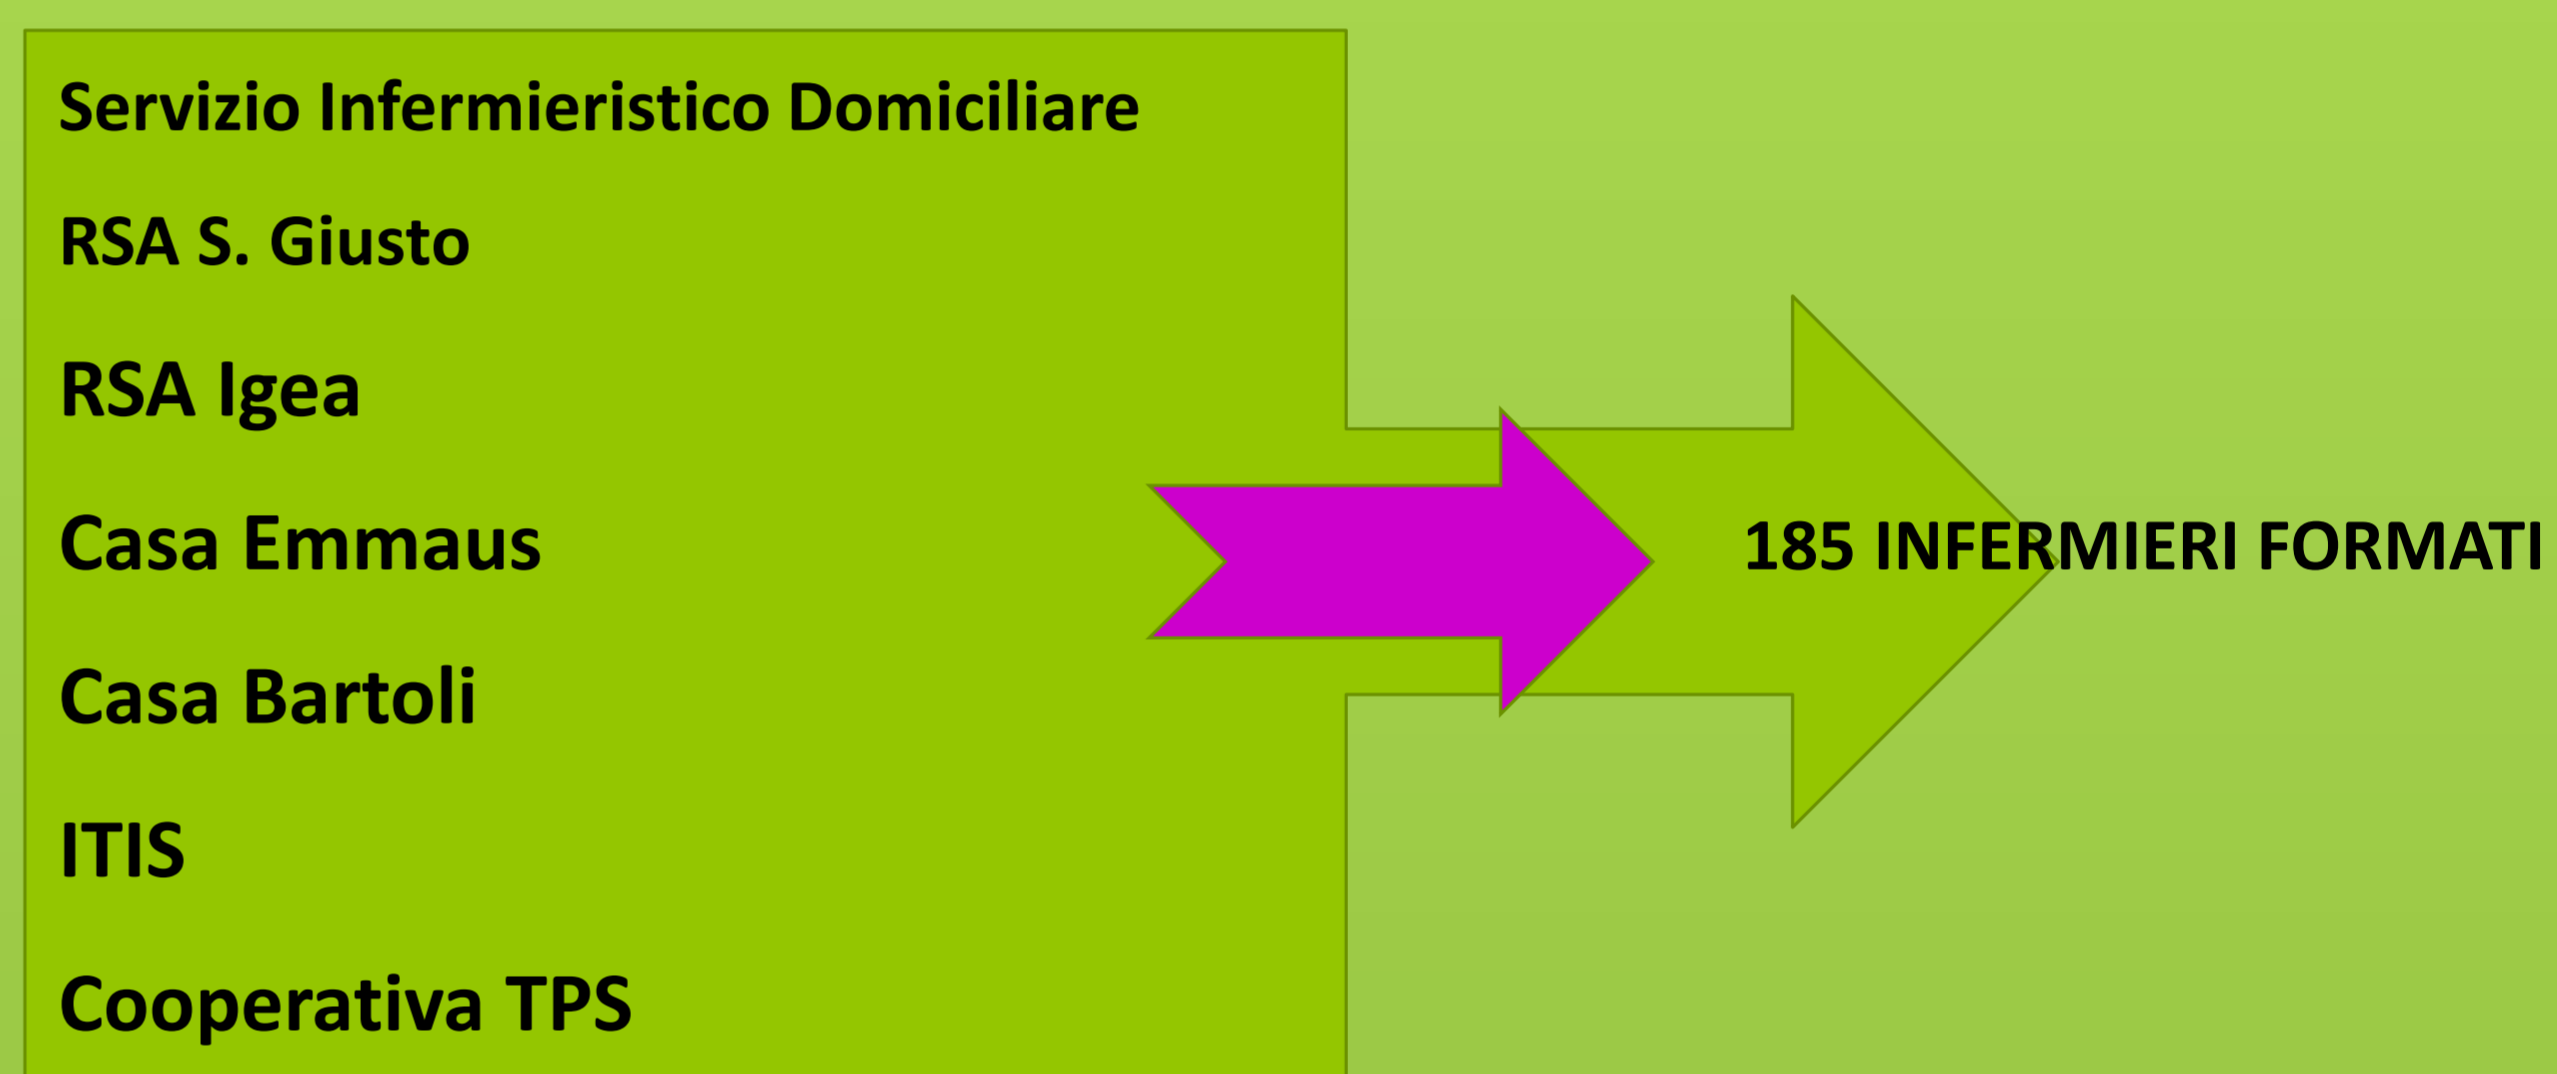 Servizio Infermieristico Domiciliare
RSA S. Giusto
RSA Igea
Casa Emmaus
185 INFERMIERI FORMATI
Casa Bartoli
ITIS
Cooperativa TPS